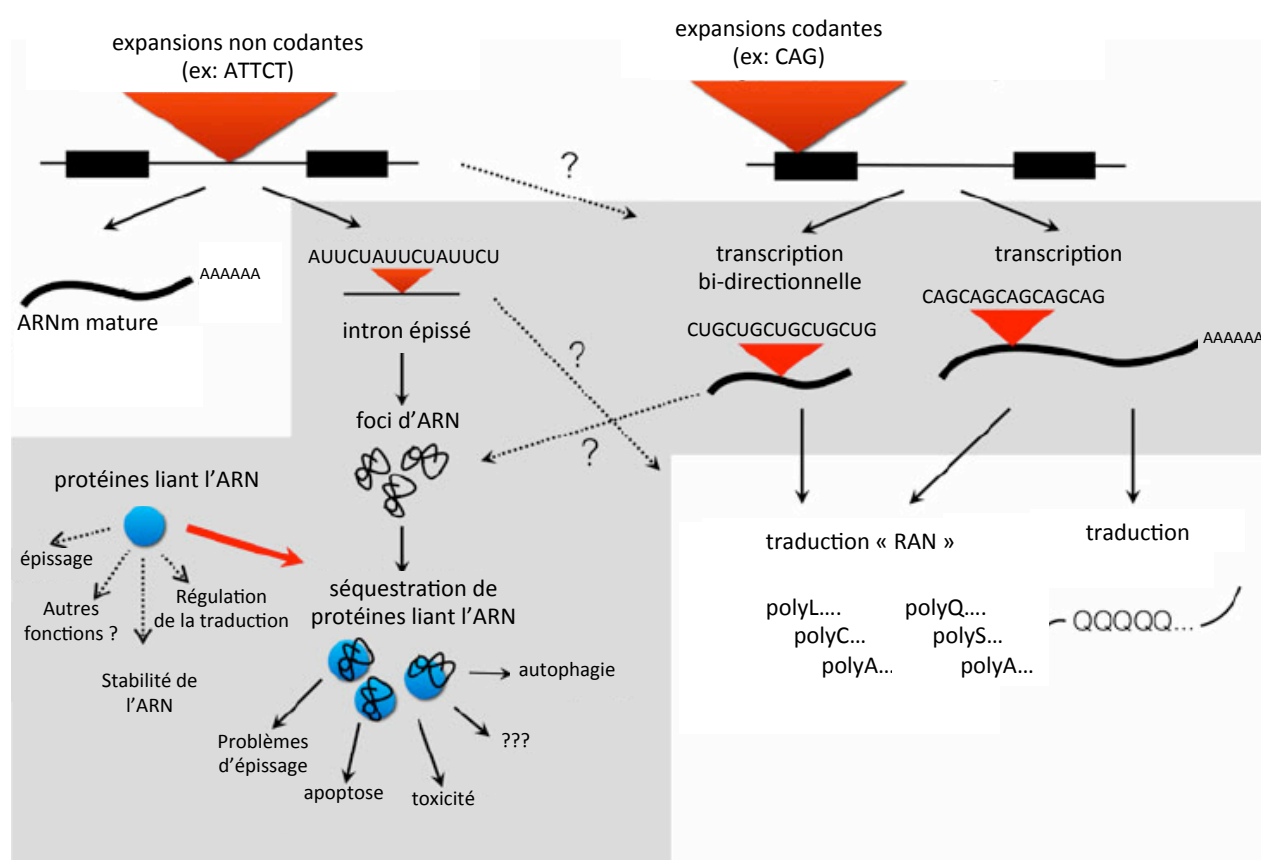 expansions non codantes
(ex: ATTCT)
expansions codantes
(ex: CAG)
?
AUUCUAUUCUAUUCU
AAAAAA
ARNm mature
intron épissé
transcription
bi-directionnelle
transcription
CAGCAGCAGCAGCAG
CUGCUGCUGCUGCUG
AAAAAA
?
foci d'ARN
?
protéines liant l'ARN
épissage
Autres
fonctions ?
Régulation
de la traduction
Stabilité de
l'ARN
séquestration de
protéines liant l'ARN
autophagie
???
Problèmes
d'épissage
apoptose
toxicité
traduction « RAN »
traduction
polyL....
polyC...
polyA...
polyQ....
polyS...
polyA...
QQQQQ...